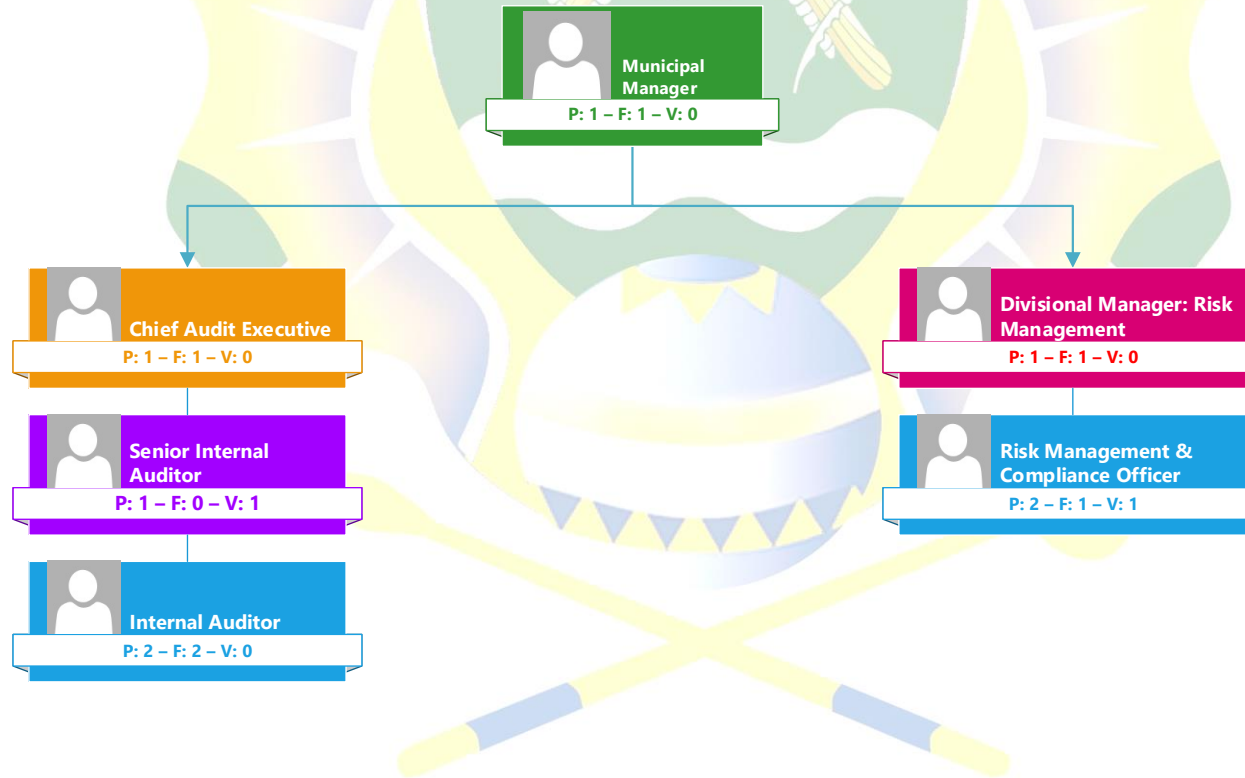 Municipal
Manager
P: 1 – F: 1 – V: 0
Chief Audit Executive
P: 1 – F: 1 – V: 0
Divisional Manager: Risk
Management
P: 1 – F: 1 – V: 0
Senior Internal
Auditor
P: 1 – F: 0 – V: 1
Risk Management &
Compliance Officer
P: 2 – F: 1 – V: 1
Internal Auditor
P: 2 – F: 2 – V: 0